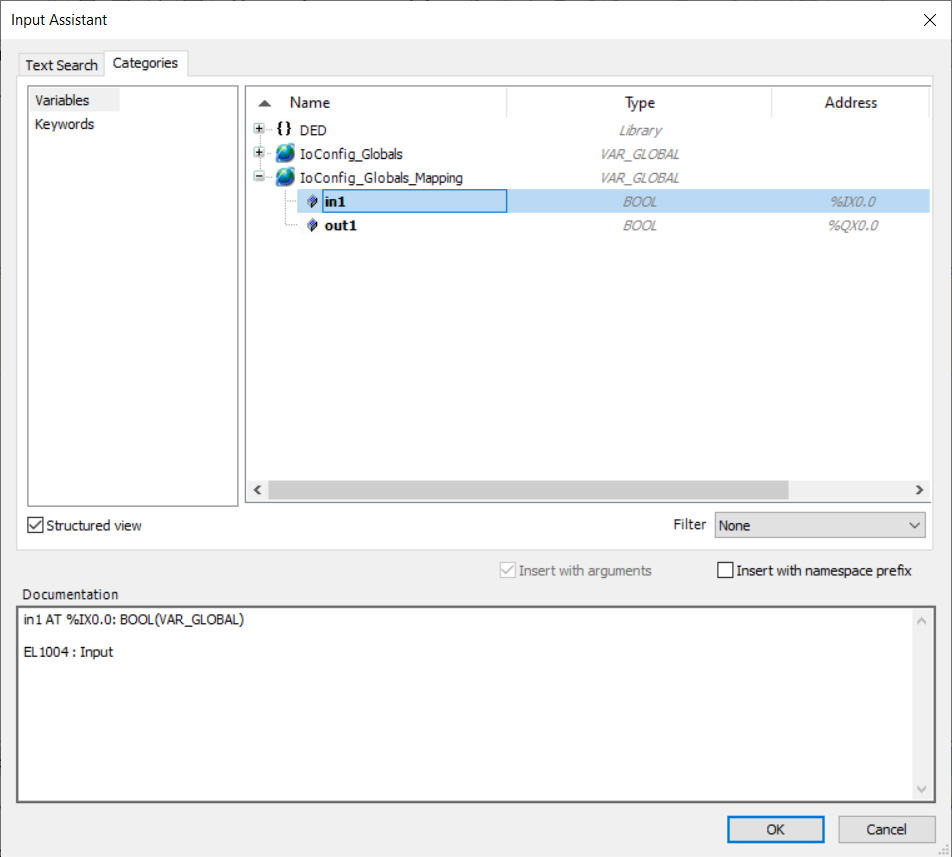 Input Assistant
Text Search Categories
Variables
Keywords
Name Type Address
{} DED Library
IoConfig_Globals VAR_GLOBAL
IoConfig_Globals_Mapping VAR_GLOBAL
in1 BOOL %IX0.0
out1 BOOL %QX0.0
Structured view
Filter None
Insert with arguments Insert with namespace prefix
Documentation
in1 AT %IX0.0: BOOL(VAR_GLOBAL)
EL1004 : Input
OK Cancel